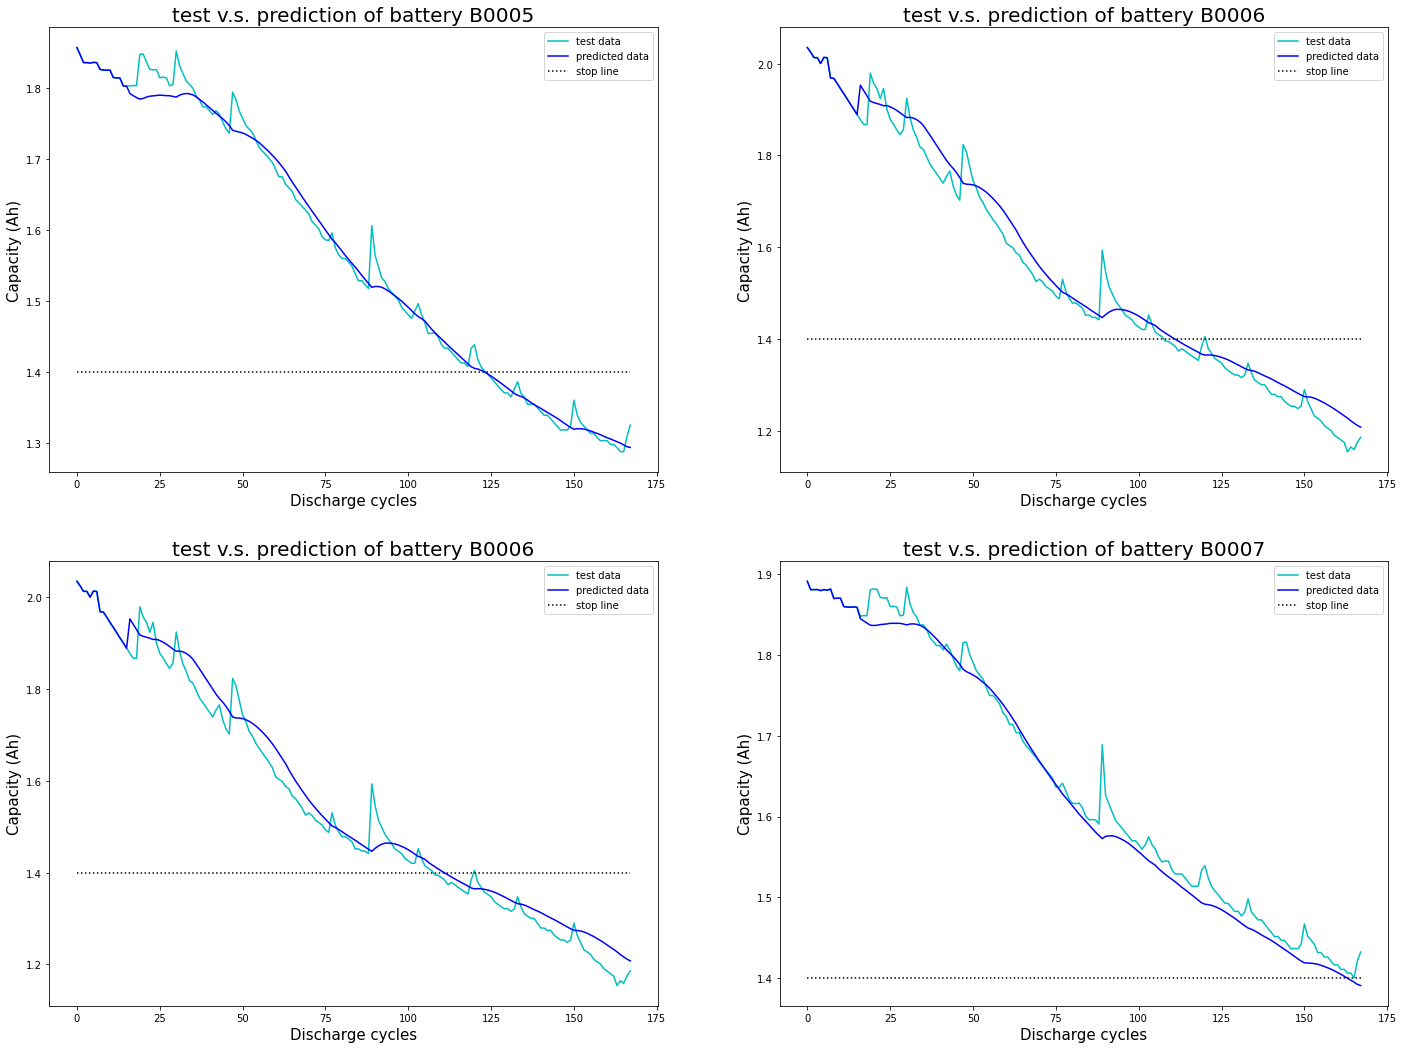 test v.s. prediction of battery B0005
test data
predicted data
stop line
Capacity (Ah)
1.8
1.7
1.6
1.5
1.4
1.3
0
25
50
75
100
125
150
175
Discharge cycles
test v.s. prediction of battery B0006
test data
predicted data
stop line
Capacity (Ah)
2.0
1.8
1.6
1.4
1.2
0
25
50
75
100
125
150
175
Discharge cycles
test v.s. prediction of battery B0006
test data
predicted data
stop line
Capacity (Ah)
2.0
1.8
1.6
1.4
1.2
0
25
50
75
100
125
150
175
Discharge cycles
test v.s. prediction of battery B0007
test data
predicted data
stop line
Capacity (Ah)
1.9
1.8
1.7
1.6
1.5
1.4
0
25
50
75
100
125
150
175
Discharge cycles